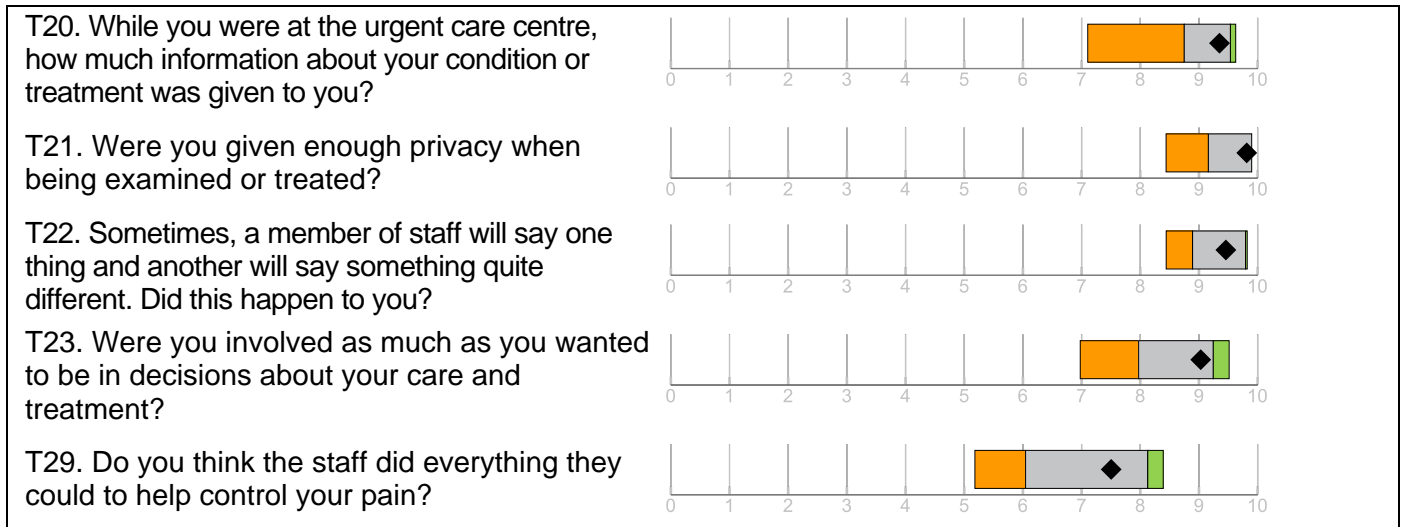 T20. While you were at the urgent care centre,
how much information about your condition or
treatment was given to you?
0 1 2 3 4 5 6 7 8 9 10
T21. Were you given enough privacy when
being examined or treated?
0 1 2 3 4 5 6 7 8 9 10
T22. Sometimes, a member of staff will say one
thing and another will say something quite
different. Did this happen to you?
0 1 2 3 4 5 6 7 8 9 10
T23. Were you involved as much as you wanted
to be in decisions about your care and
treatment?
0 1 2 3 4 5 6 7 8 9 10
T29. Do you think the staff did everything they
could to help control your pain?
0 1 2 3 4 5 6 7 8 9 10